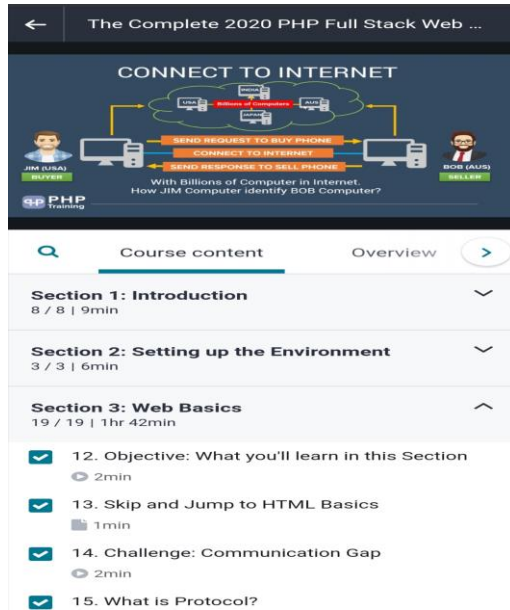 The Complete 2020 PHP Full Stack Web ...
CONNECT TO INTERNET
INDIA
USA
Billions of Computers
AUS
JAPAN
SEND REQUEST TO BUY PHONE
CONNECT TO INTERNET
SEND RESPONSE TO SELL PHONE
JIM (USA)
BUYER
BOB (AUS)
SELLER
With Billions of Computer in Internet,
How JIM Computer identify BOB Computer?
PHP
Training
Course content
Overview
Section 1: Introduction
8 / 8 | 9min
Section 2: Setting up the Environment
3 / 3 | 6min
Section 3: Web Basics
19 / 19 | 1hr 42min
12. Objective: What you'll learn in this Section
2min
13. Skip and Jump to HTML Basics
1min
14. Challenge: Communication Gap
2min
15. What is Protocol?